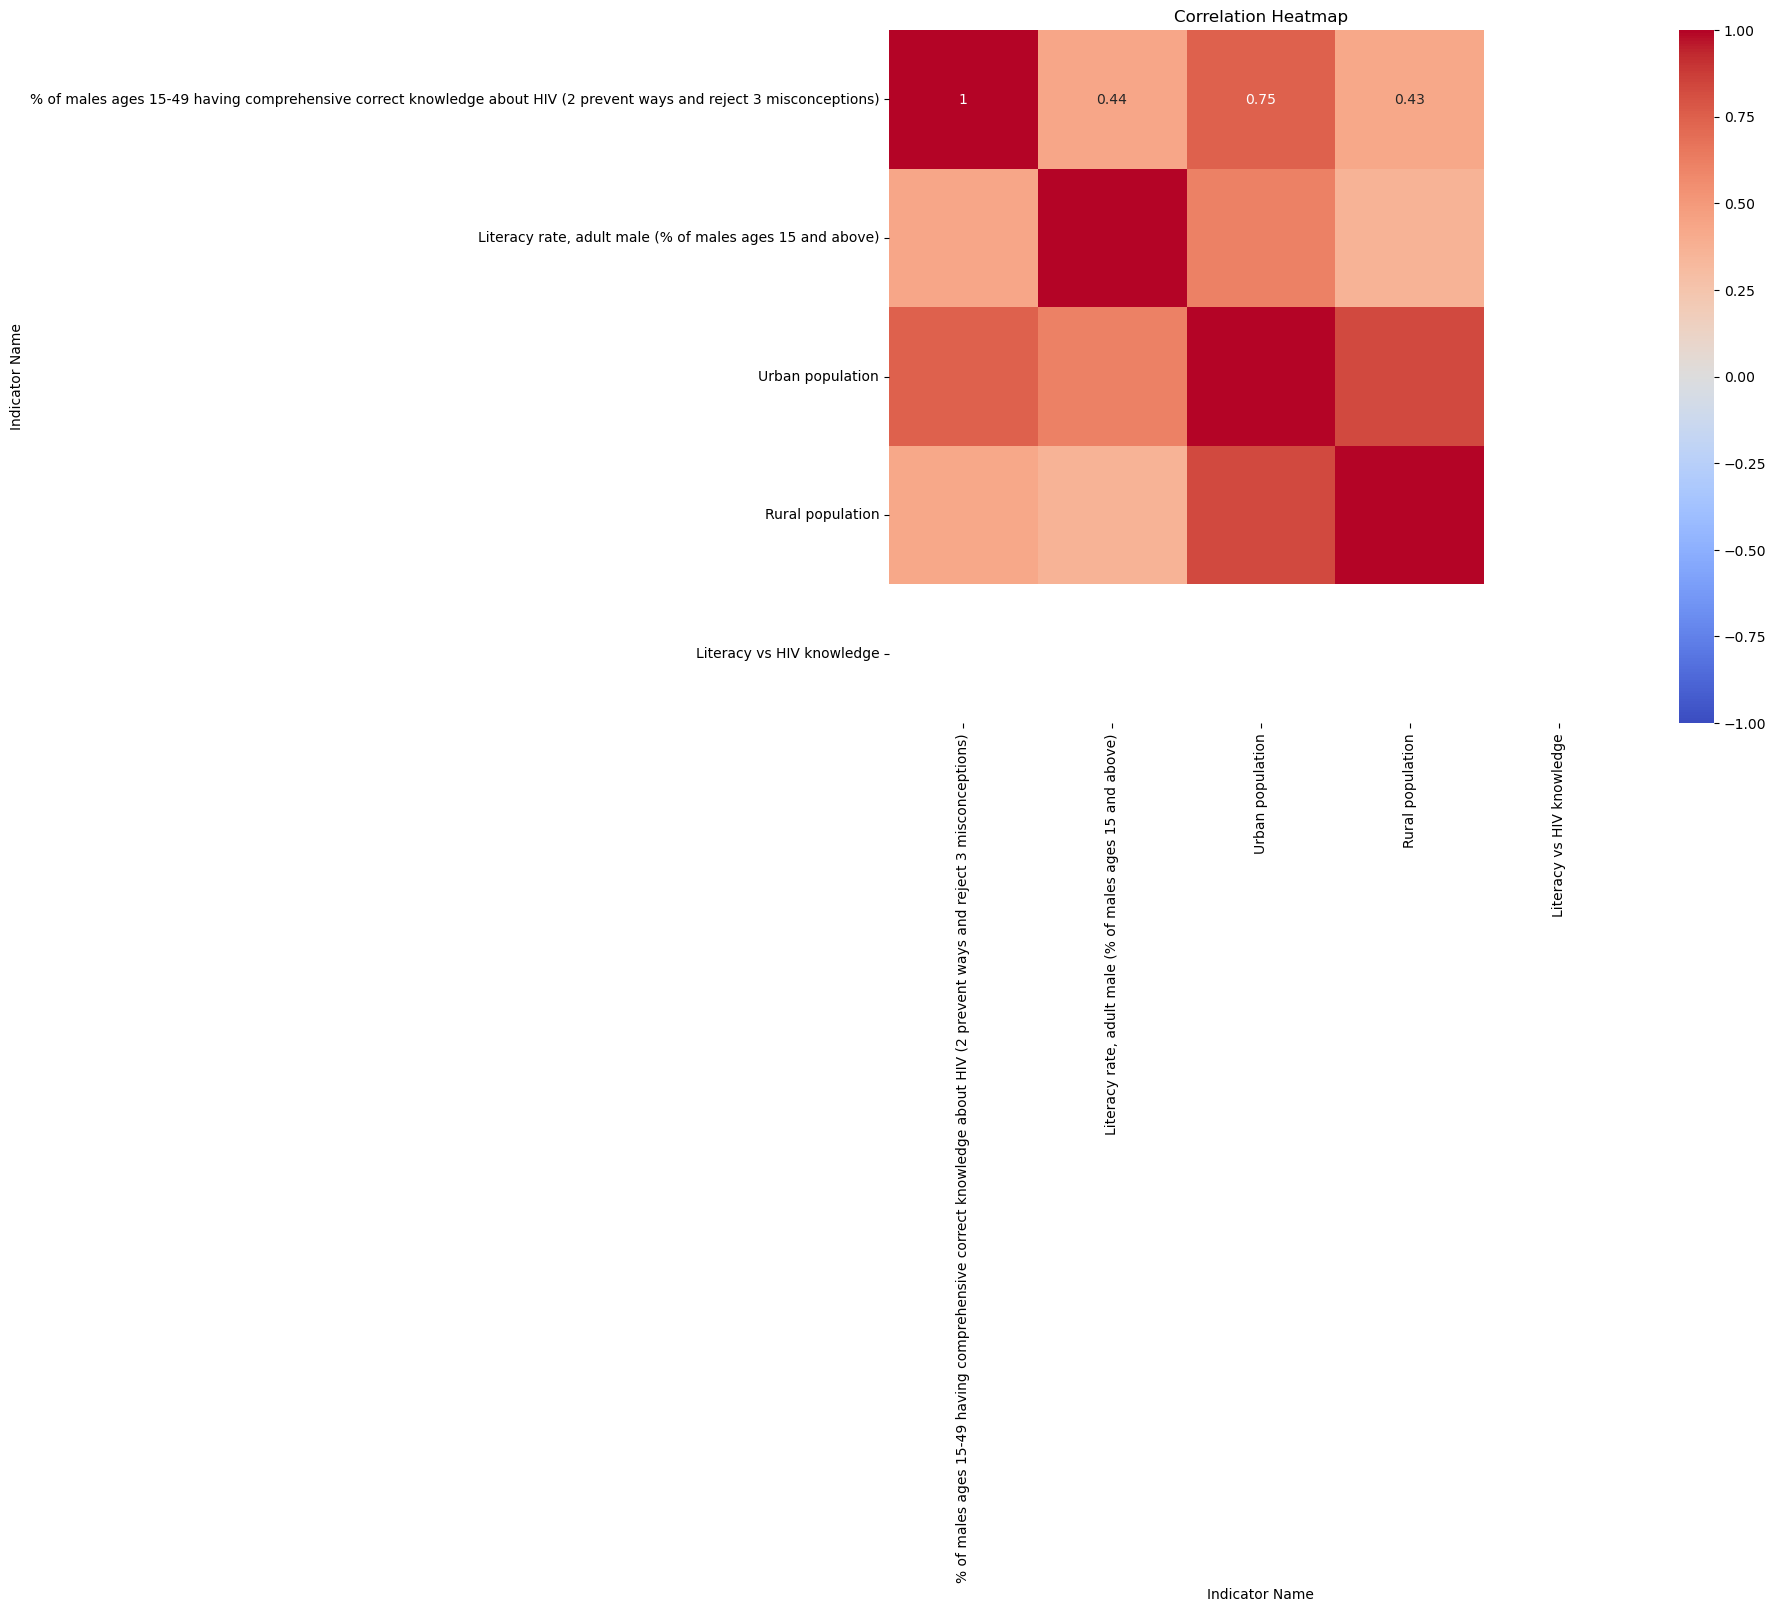 Correlation Heatmap
Indicator Name
% of males ages 15-49 having comprehensive correct knowledge about HIV (2 prevent ways and reject 3 misconceptions)
Literacy rate, adult male (% of males ages 15 and above)
Urban population
Rural population
Literacy vs HIV knowledge
1 0.44 0.75 0.43
1.00
0.75
0.50
0.25
0.00
−0.25
−0.50
−0.75
−1.00
% of males ages 15-49 having comprehensive correct knowledge about HIV (2 prevent ways and reject 3 misconceptions)
Literacy rate, adult male (% of males ages 15 and above)
Urban population
Rural population
Literacy vs HIV knowledge
Indicator Name